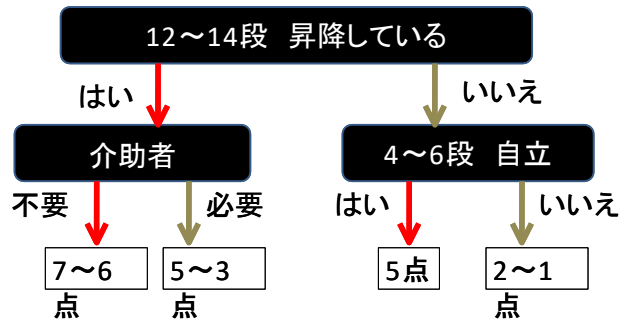 12～14段　昇降している
はい
いいえ
介助者
4～6段　自立
不要
必要
はい
いいえ
7～6
点
5～3
点
5点
2～1
点